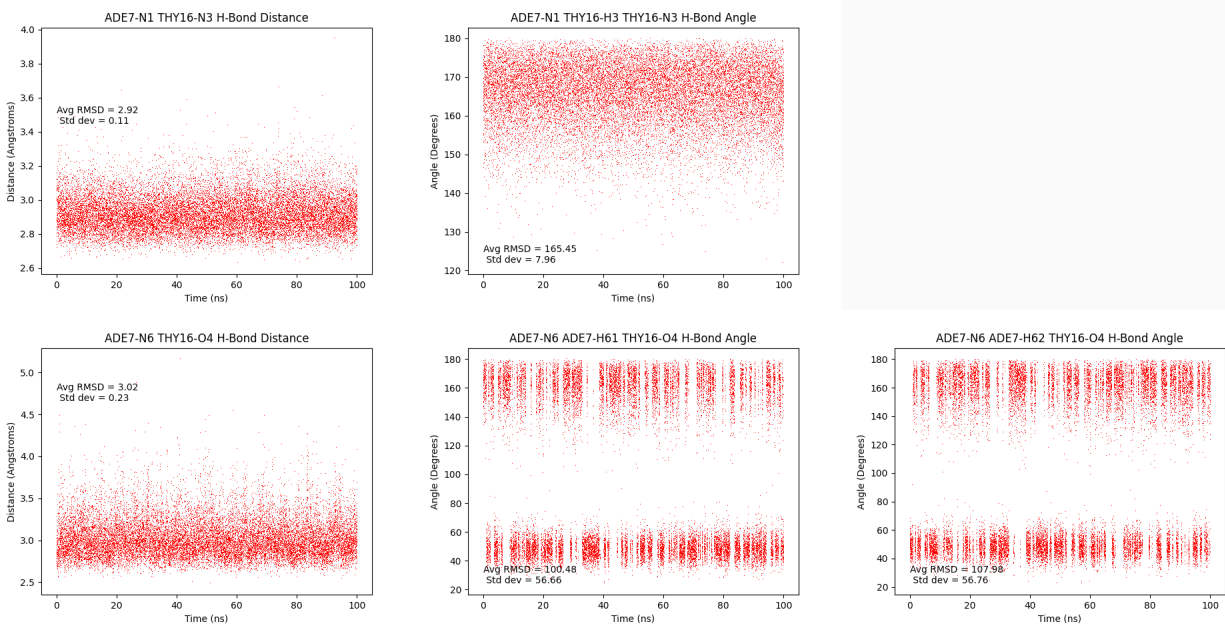 ADE7-N1 THY16-N3 H-Bond Distance
4.0
3.8
3.6
3.4
3.2
3.0
2.8
2.6
Distance (Angstroms)
Avg RMSD = 2.92
Std dev = 0.11
0 20 40 60 80 100
Time (ns)
ADE7-N1 THY16-H3 THY16-N3 H-Bond Angle
180
170
160
150
140
130
120
Angle (Degrees)
Avg RMSD = 165.45
Std dev = 7.96
0 20 40 60 80 100
Time (ns)
ADE7-N6 THY16-O4 H-Bond Distance
5.0
4.5
4.0
3.5
3.0
2.5
Distance (Angstroms)
Avg RMSD = 3.02
Std dev = 0.23
0 20 40 60 80 100
Time (ns)
ADE7-N6 ADE7-H61 THY16-O4 H-Bond Angle
180
160
140
120
100
80
60
40
20
Angle (Degrees)
Avg RMSD = 100.48
Std dev = 56.66
0 20 40 60 80 100
Time (ns)
ADE7-N6 ADE7-H62 THY16-O4 H-Bond Angle
180
160
140
120
100
80
60
40
20
Angle (Degrees)
Avg RMSD = 107.98
Std dev = 56.76
0 20 40 60 80 100
Time (ns)